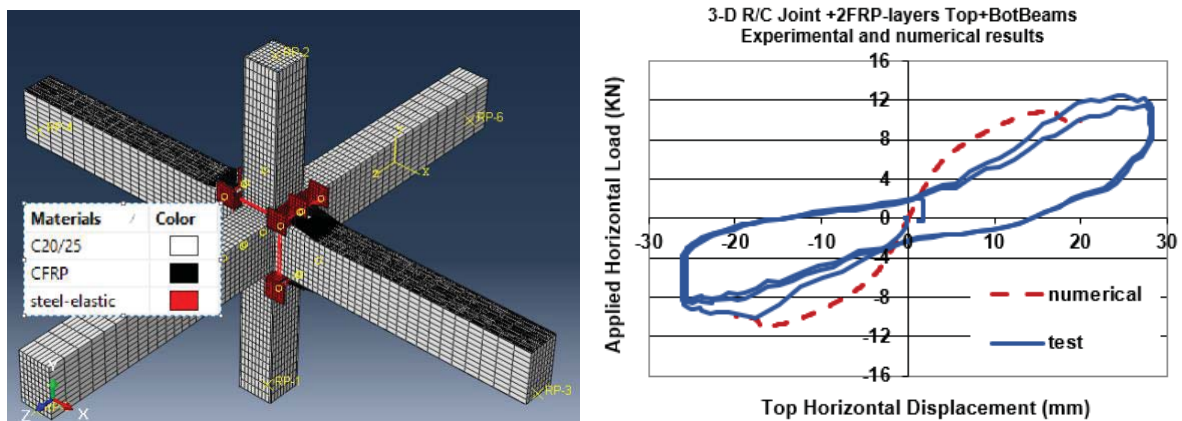 RP-2
RP-6
RP-4
Y
Z
X
Materials / Color
C20/25
CFRP
steel-elastic
RP-1
RP-3
Y
Z
X
3-D R/C Joint +2FRP-layers Top+BotBeams
Experimental and numerical results
Applied Horizontal Load (KN)
16
12
8
4
0
-4
-8
-12
-16
-30
-20
-10
0
10
20
30
numerical
test
Top Horizontal Displacement (mm)